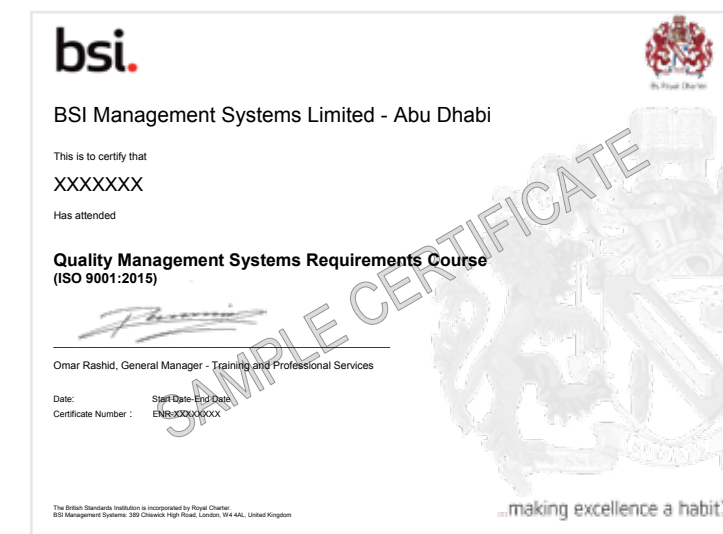 bsi.
By Royal Charter
BSI Management Systems Limited - Abu Dhabi
This is to certify that
XXXXXXX
Has attended
Quality Management Systems Requirements Course
(ISO 9001:2015)
SAMPLE CERTIFICATE
Omar Rashid, General Manager - Training and Professional Services
Date: Start Date-End Date
Certificate Number : ENR-XXXXXXXX
The British Standards Institution is incorporated by Royal Charter.
BSI Management Systems: 389 Chiswick High Road, London, W4 4AL, United Kingdom
...making excellence a habit.